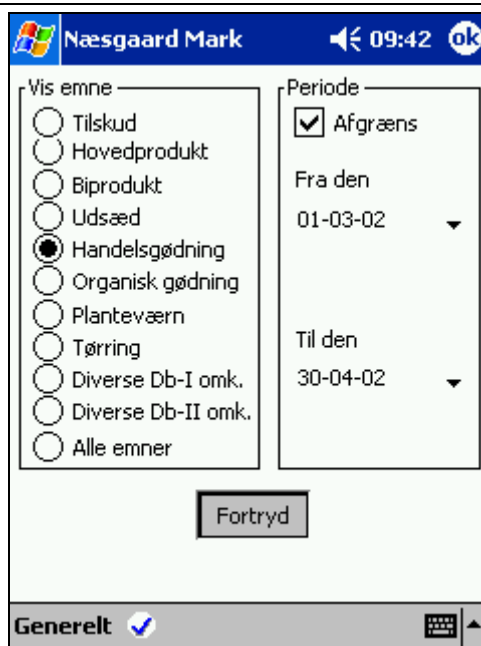 Næsgaard Mark 09:42 ok
Vis emne
Tilskud
Hovedprodukt
Biprodukt
Udsæd
Handelsgødning
Organisk gødning
Planteværn
Tørring
Diverse Db-I omk.
Diverse Db-II omk.
Alle emner
Periode
Afgræns
Fra den
01-03-02
Til den
30-04-02
Fortryd
Generelt